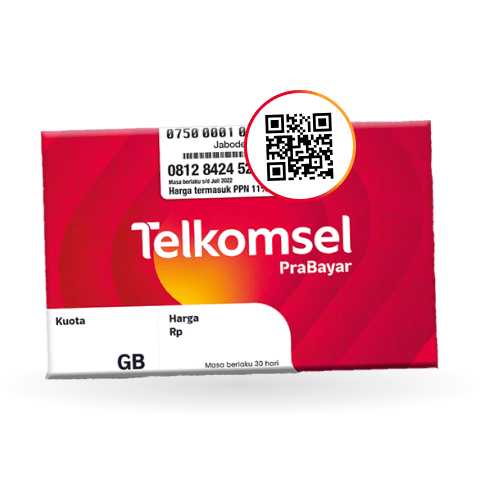 0750 0001 0
Jabode
0812 8424 52
Masa berlaku s/d Juli 2022
Harga termasuk PPN 11%
Telkomsel
PraBayar
Kuota
Harga
Rp
GB
Masa berlaku 30 hari